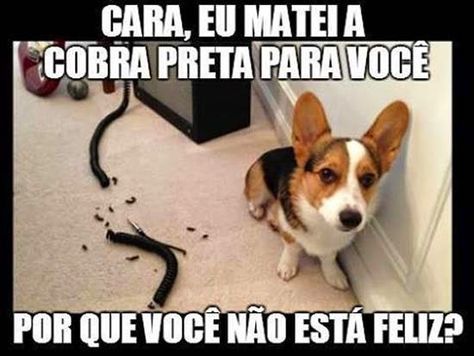 CARA, EU MATEI A
COBRA PRETA PARA VOCÊ
POR QUE VOCÊ NÃO ESTÁ FELIZ?